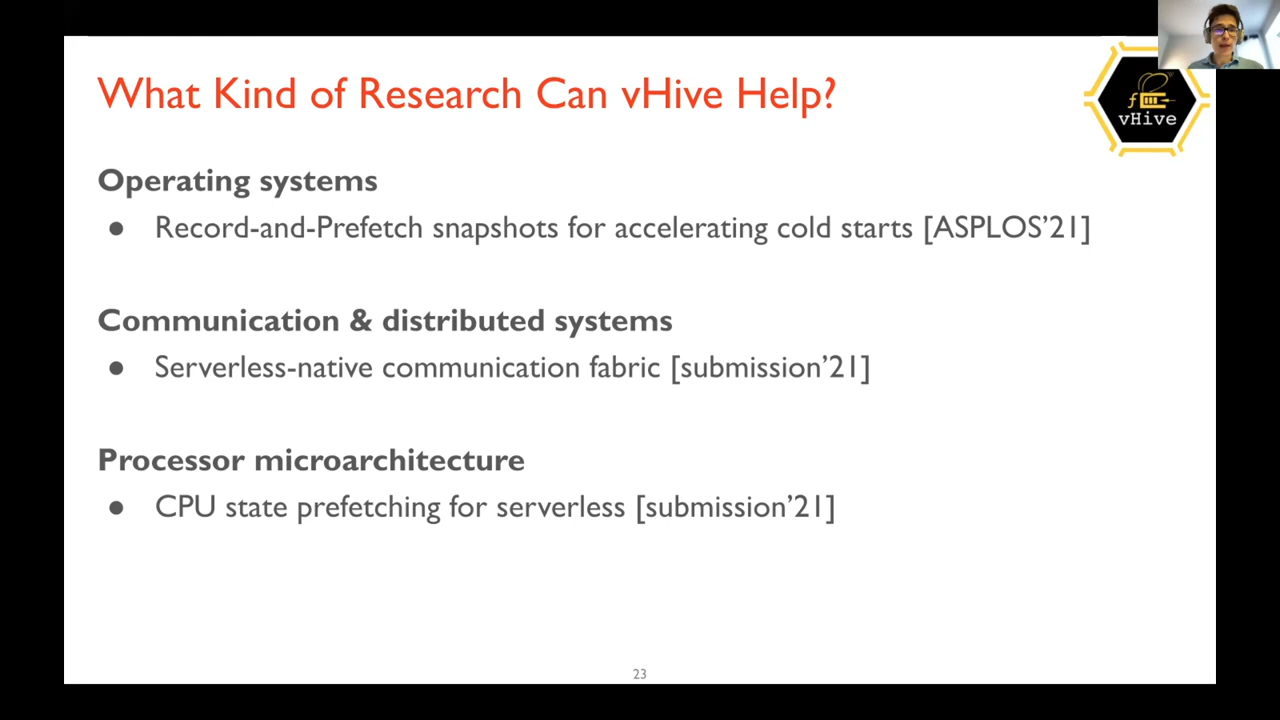 What Kind of Research Can vHive Help?
vHive
Operating systems
● Record-and-Prefetch snapshots for accelerating cold starts [ASPLOS’21]
Communication & distributed systems
● Serverless-native communication fabric [submission’21]
Processor microarchitecture
● CPU state prefetching for serverless [submission’21]
23